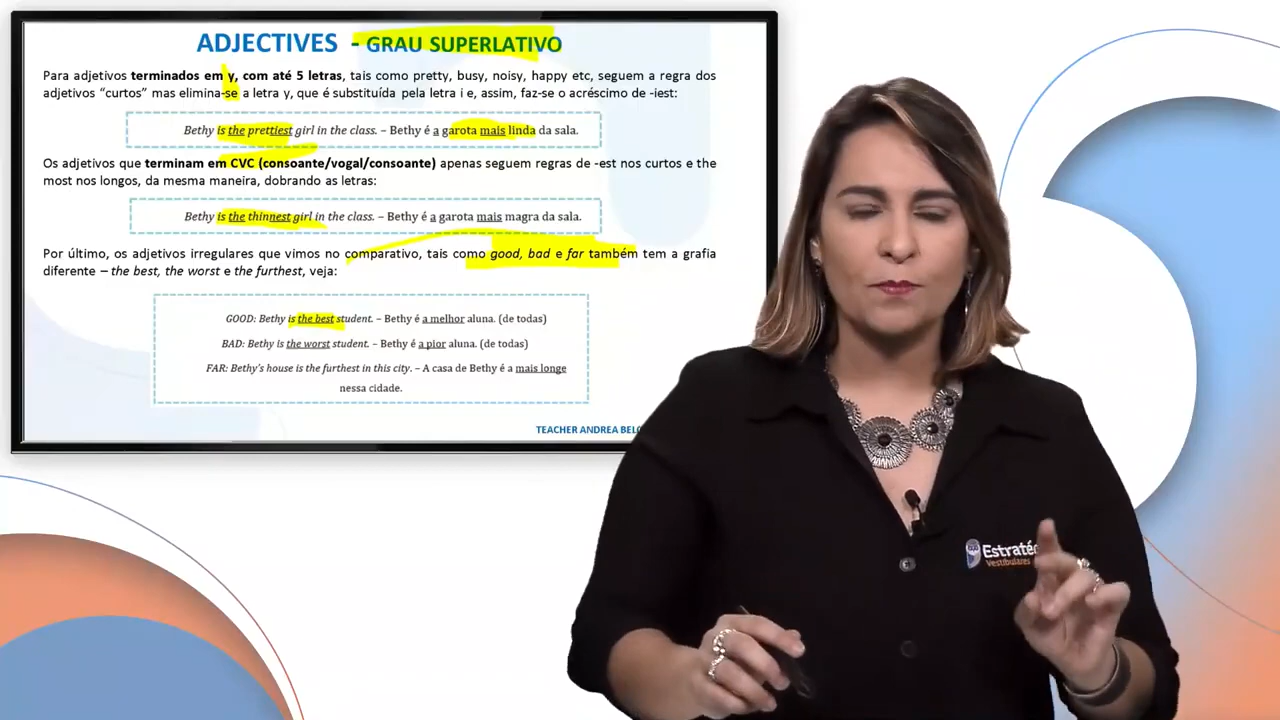 ADJECTIVES - GRAU SUPERLATIVO
Para adjetivos terminados em y, com até 5 letras, tais como pretty, busy, noisy, happy etc, seguem a regra dos
adjetivos “curtos” mas elimina-se a letra y, que é substituída pela letra i e, assim, faz-se o acréscimo de -iest:
Bethy is the prettiest girl in the class. – Bethy é a garota mais linda da sala.
Os adjetivos que terminam em CVC (consoante/vogal/consoante) apenas seguem regras de -est nos curtos e the
most nos longos, da mesma maneira, dobrando as letras:
Bethy is the thinnest girl in the class. – Bethy é a garota mais magra da sala.
Por último, os adjetivos irregulares que vimos no comparativo, tais como good, bad e far também tem a grafia
diferente – the best, the worst e the furthest, veja:
GOOD: Bethy is the best student. – Bethy é a melhor aluna. (de todas)
BAD: Bethy is the worst student. – Bethy é a pior aluna. (de todas)
FAR: Bethy's house is the furthest in this city. – A casa de Bethy é a mais longe
nessa cidade.
TEACHER ANDREA
Vestibulares